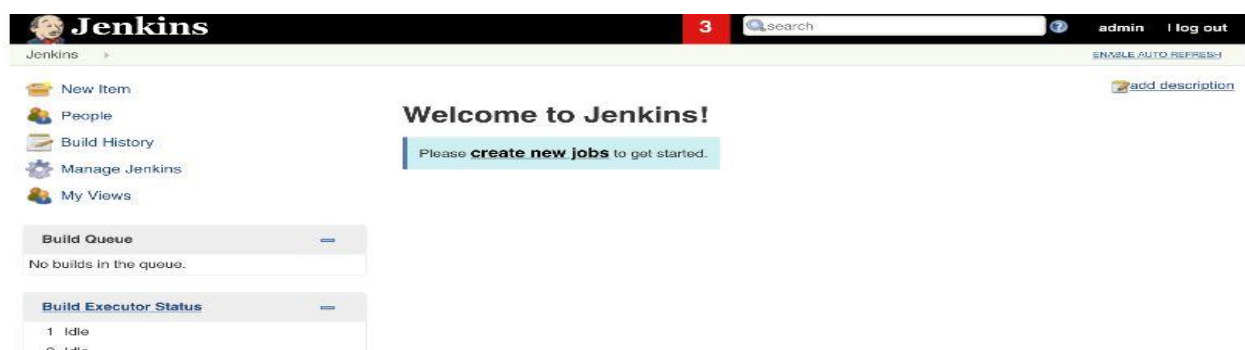 Jenkins
3
search
admin
| log out
Jenkins
ENABLE AUTO REFRESH
New Item
People
Build History
Manage Jenkins
My Views
add description
Welcome to Jenkins!
Please create new jobs to get started.
Build Queue
No builds in the queue.
Build Executor Status
1 Idle